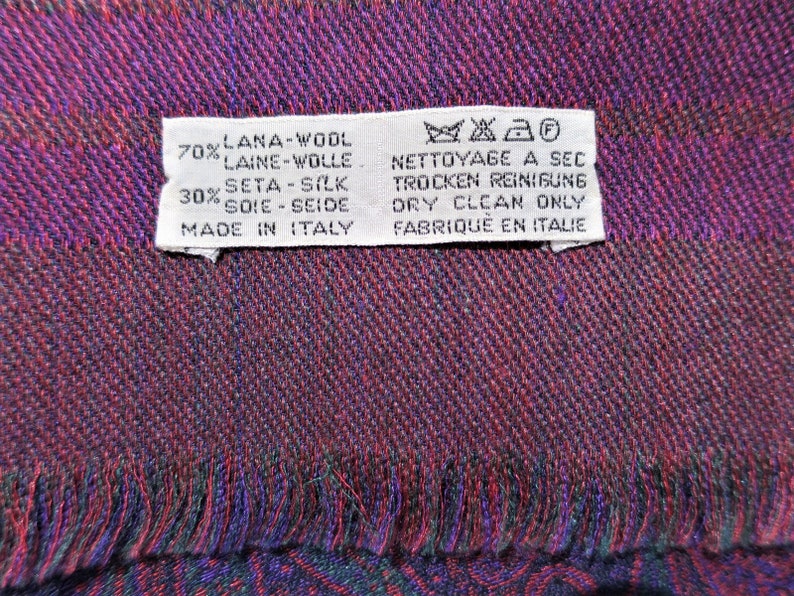 70% LANA-WOOL
LAINE-WOLLE
30% SETA-SILK
SOIE-SEIDE
MADE IN ITALY
F
NETTOYAGE A SEC
TROCKEN REINIGUNG
DRY CLEAN ONLY
FABRIQUÈ EN ITALIE